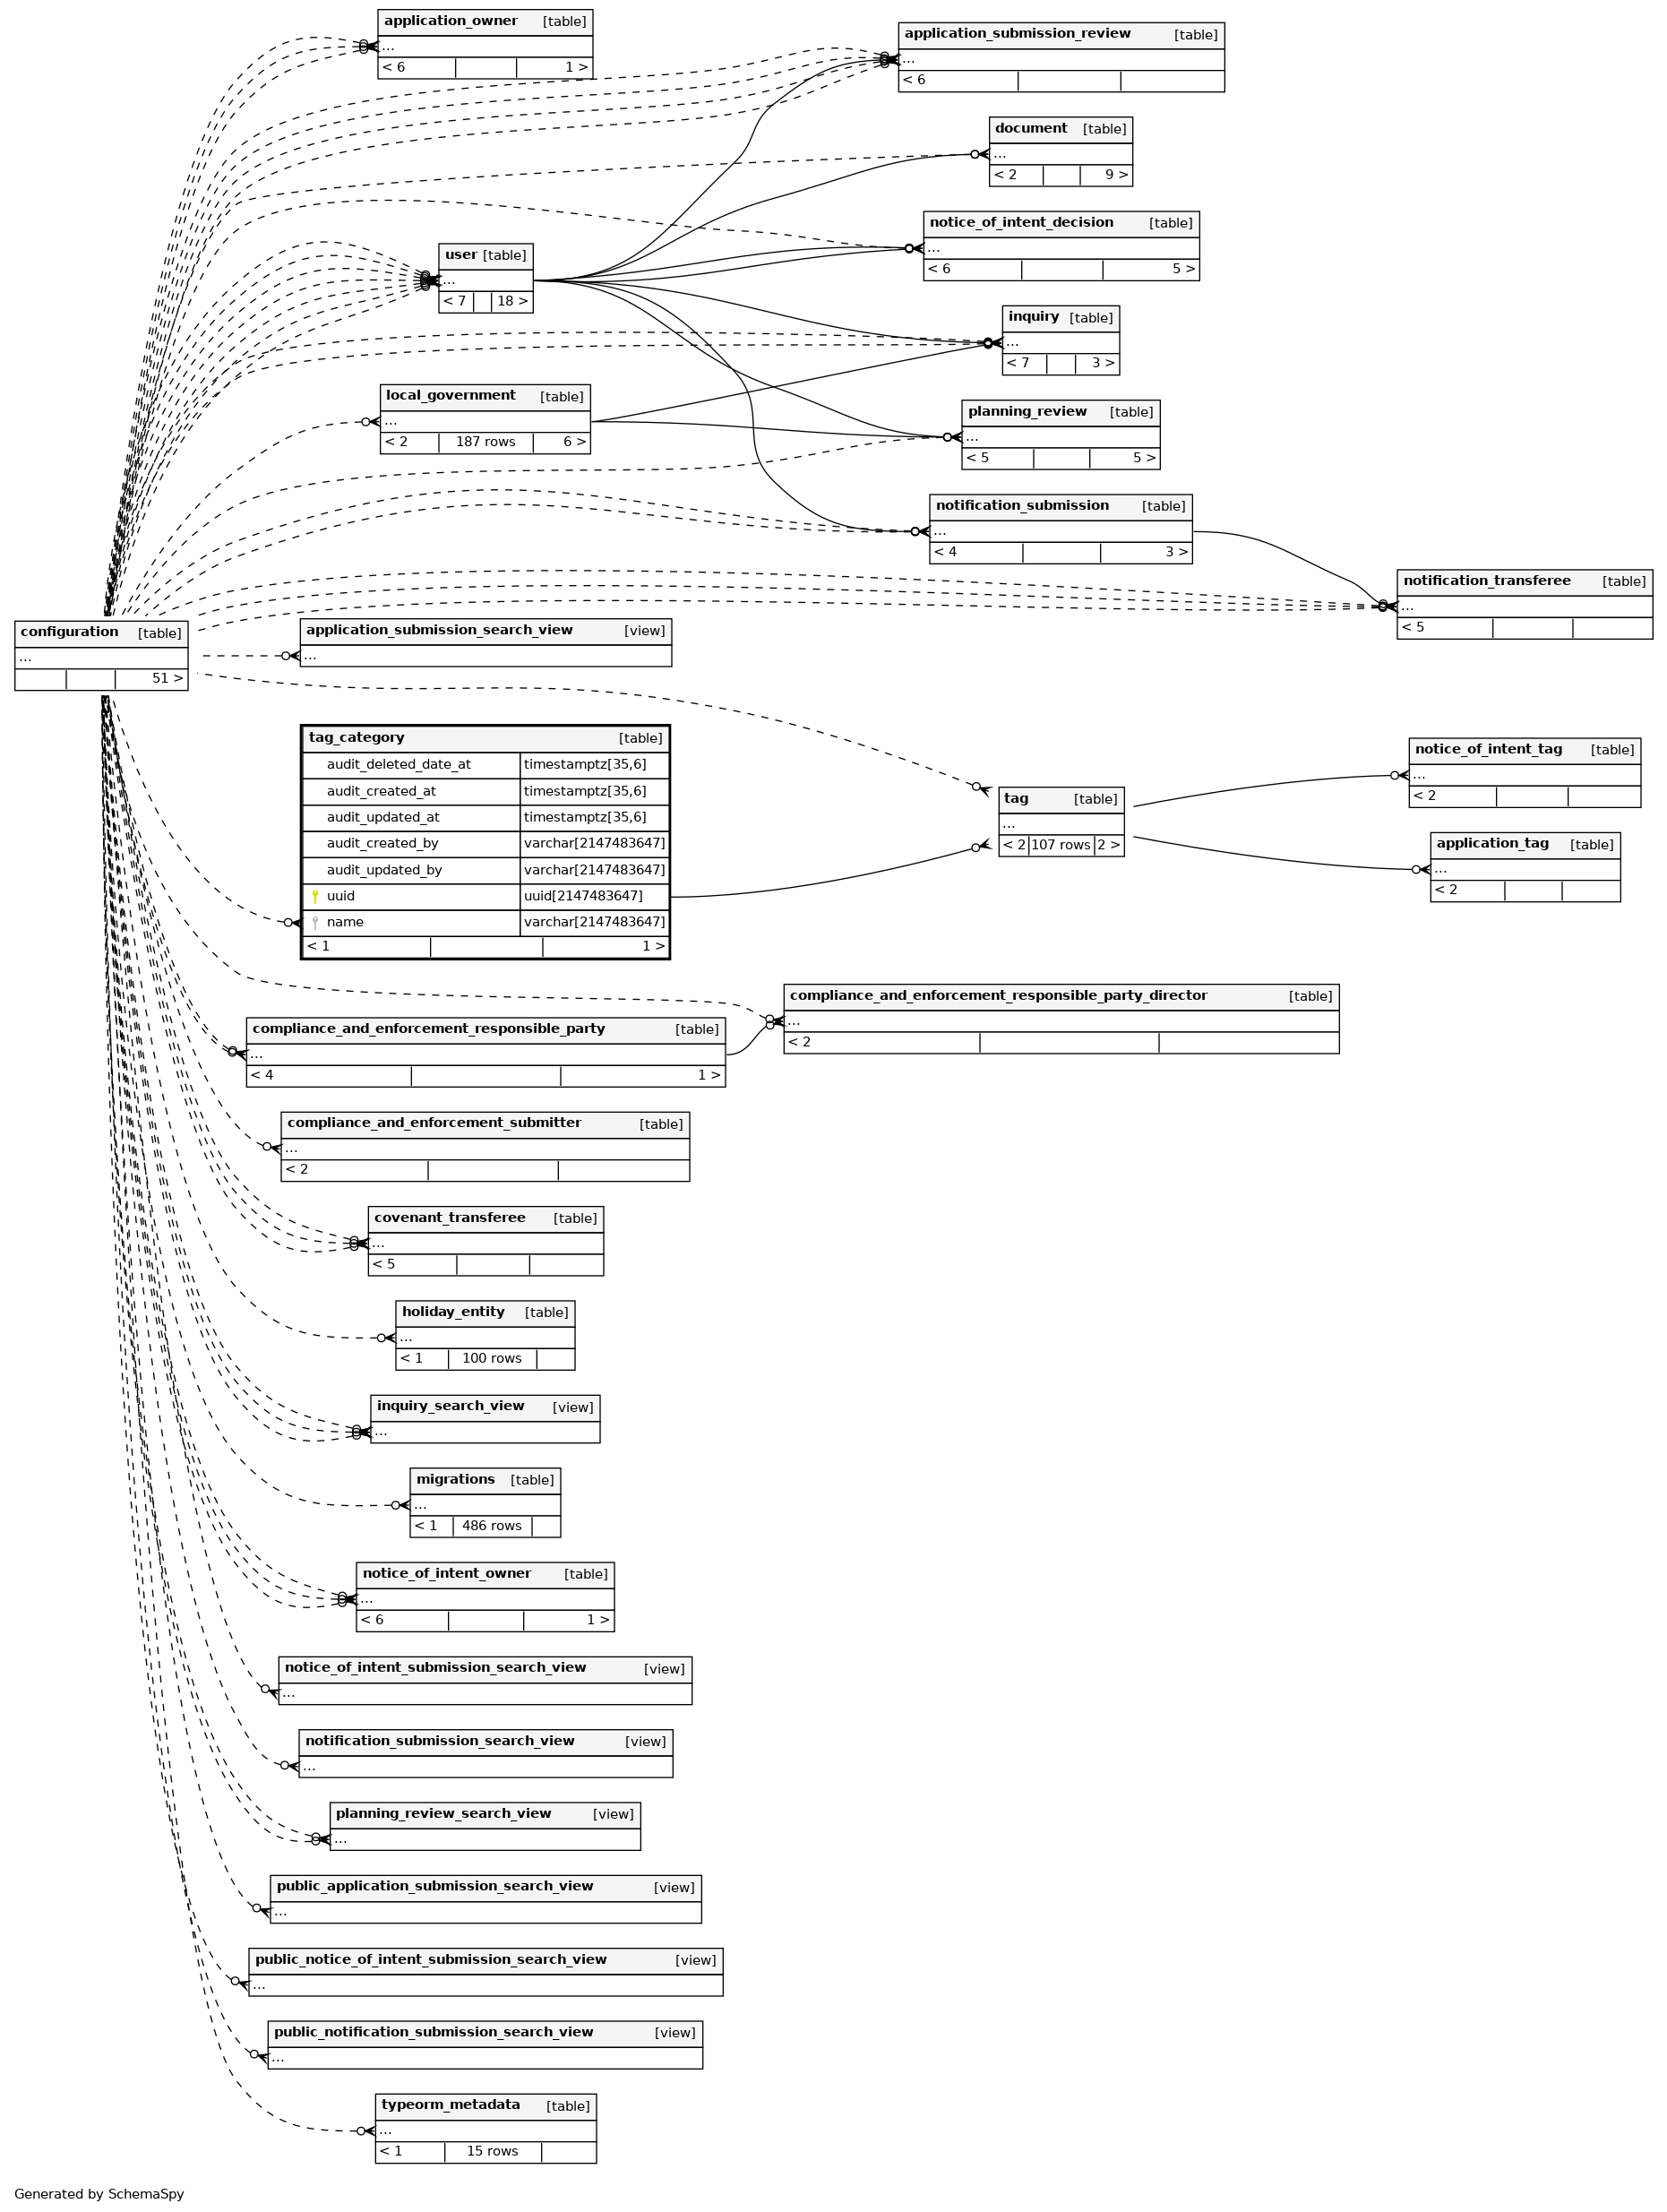 application_owner [table]
...
< 6 1 >
application_submission_review [table]
...
< 6
document [table]
...
< 2 9 >
notice_of_intent_decision [table]
...
< 6 5 >
user [table]
...
< 7 18 >
inquiry [table]
...
< 7 3 >
local_government [table]
...
< 2 187 rows 6 >
planning_review [table]
...
< 5 5 >
notification_submission [table]
...
< 4 3 >
notification_transferee [table]
...
< 5
configuration [table]
...
51 >
application_submission_search_view [view]
...
tag_category [table]
audit_deleted_date_at timestamptz[35,6]
audit_created_at timestamptz[35,6]
audit_updated_at timestamptz[35,6]
audit_created_by varchar[2147483647]
audit_updated_by varchar[2147483647]
uuid uuid[2147483647]
name varchar[2147483647]
< 1 1 >
tag [table]
...
< 2 107 rows 2 >
notice_of_intent_tag [table]
...
< 2
application_tag [table]
...
< 2
compliance_and_enforcement_responsible_party_director [table]
...
< 2
compliance_and_enforcement_responsible_party [table]
...
< 4 1 >
compliance_and_enforcement_submitter [table]
...
< 2
covenant_transferee [table]
...
< 5
holiday_entity [table]
...
< 1 100 rows
inquiry_search_view [view]
...
migrations [table]
...
< 1 486 rows
notice_of_intent_owner [table]
...
< 6 1 >
notice_of_intent_submission_search_view [view]
...
notification_submission_search_view [view]
...
planning_review_search_view [view]
...
public_application_submission_search_view [view]
...
public_notice_of_intent_submission_search_view [view]
...
public_notification_submission_search_view [view]
...
typeorm_metadata [table]
...
< 1 15 rows
Generated by SchemaSpy